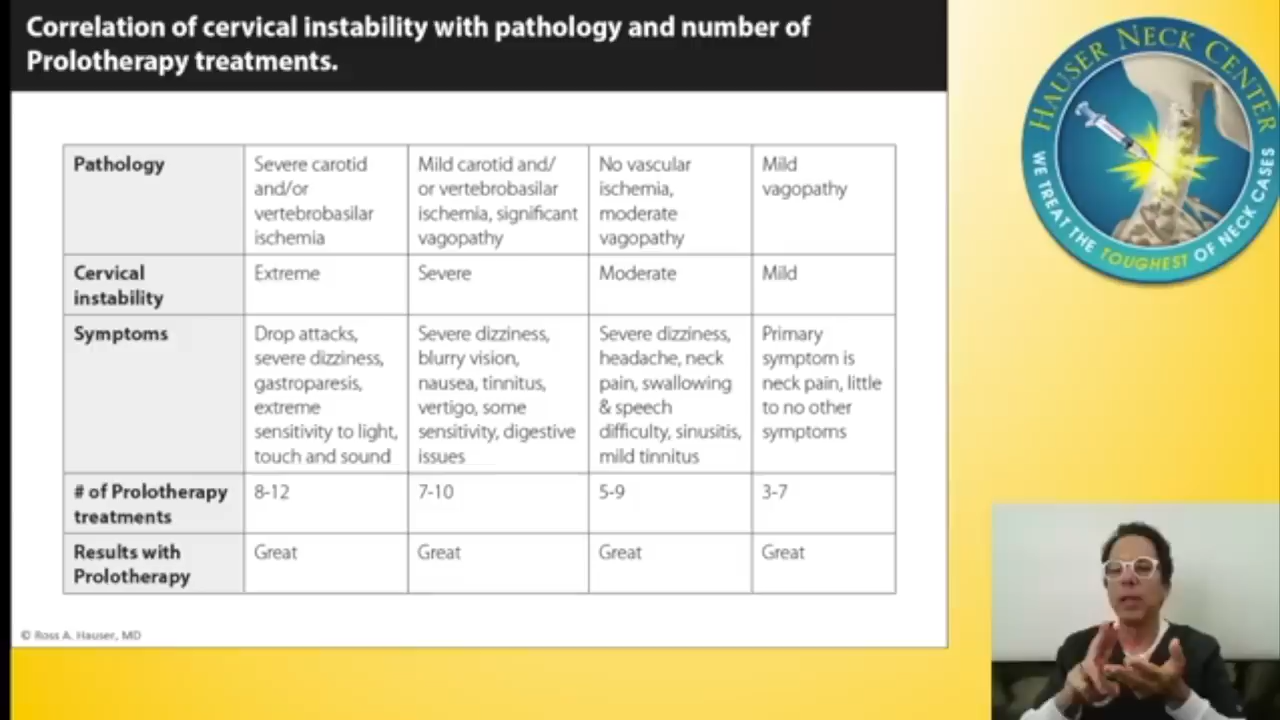 Correlation of cervical instability with pathology and number of
Prolotherapy treatments.
HAUSER NECK CENTER
WE TREAT THE TOUGHEST OF NECK CASES
Pathology
Severe carotid
and/or
vertebrobasilar
ischemia
Mild carotid and/
or vertebrobasilar
ischemia, significant
vagopathy
No vascular
ischemia,
moderate
vagopathy
Mild
vagopathy
Cervical
instability
Extreme
Severe
Moderate
Mild
Symptoms
Drop attacks,
severe dizziness,
gastroparesis,
extreme
sensitivity to light,
touch and sound
Severe dizziness,
blurry vision,
nausea, tinnitus,
vertigo, some
sensitivity, digestive
issues
Severe dizziness,
headache, neck
pain, swallowing
& speech
difficulty, sinusitis,
mild tinnitus
Primary
symptom is
neck pain, little
to no other
symptoms
# of Prolotherapy
treatments
8-12
7-10
5-9
3-7
Results with
Prolotherapy
Great
Great
Great
Great
© Ross A. Hauser, MD